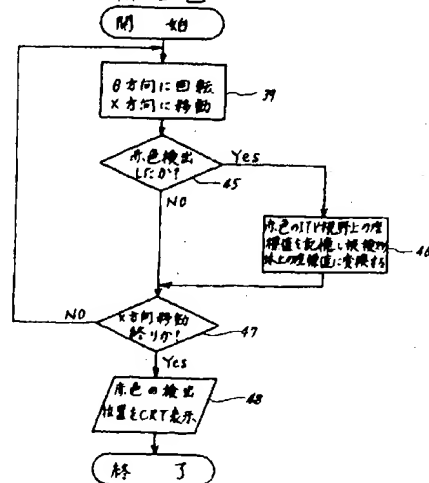 開 始
θ方向に回転
X方向に移動
39
赤色検出
したか?
Yes
45
NO
赤色のITV視野上の座
標値を記憶し被検物
体上の座標値に変換する
46
NO
X方向移動
終りか?
47
Yes
赤色の検出
位置をCRT表示
48
終 了